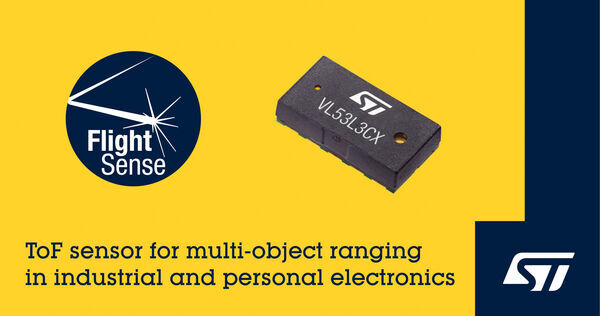 Flight
Sense
ST
VL53L3CX
ToF sensor for multi-object ranging
in industrial and personal electronics
ST